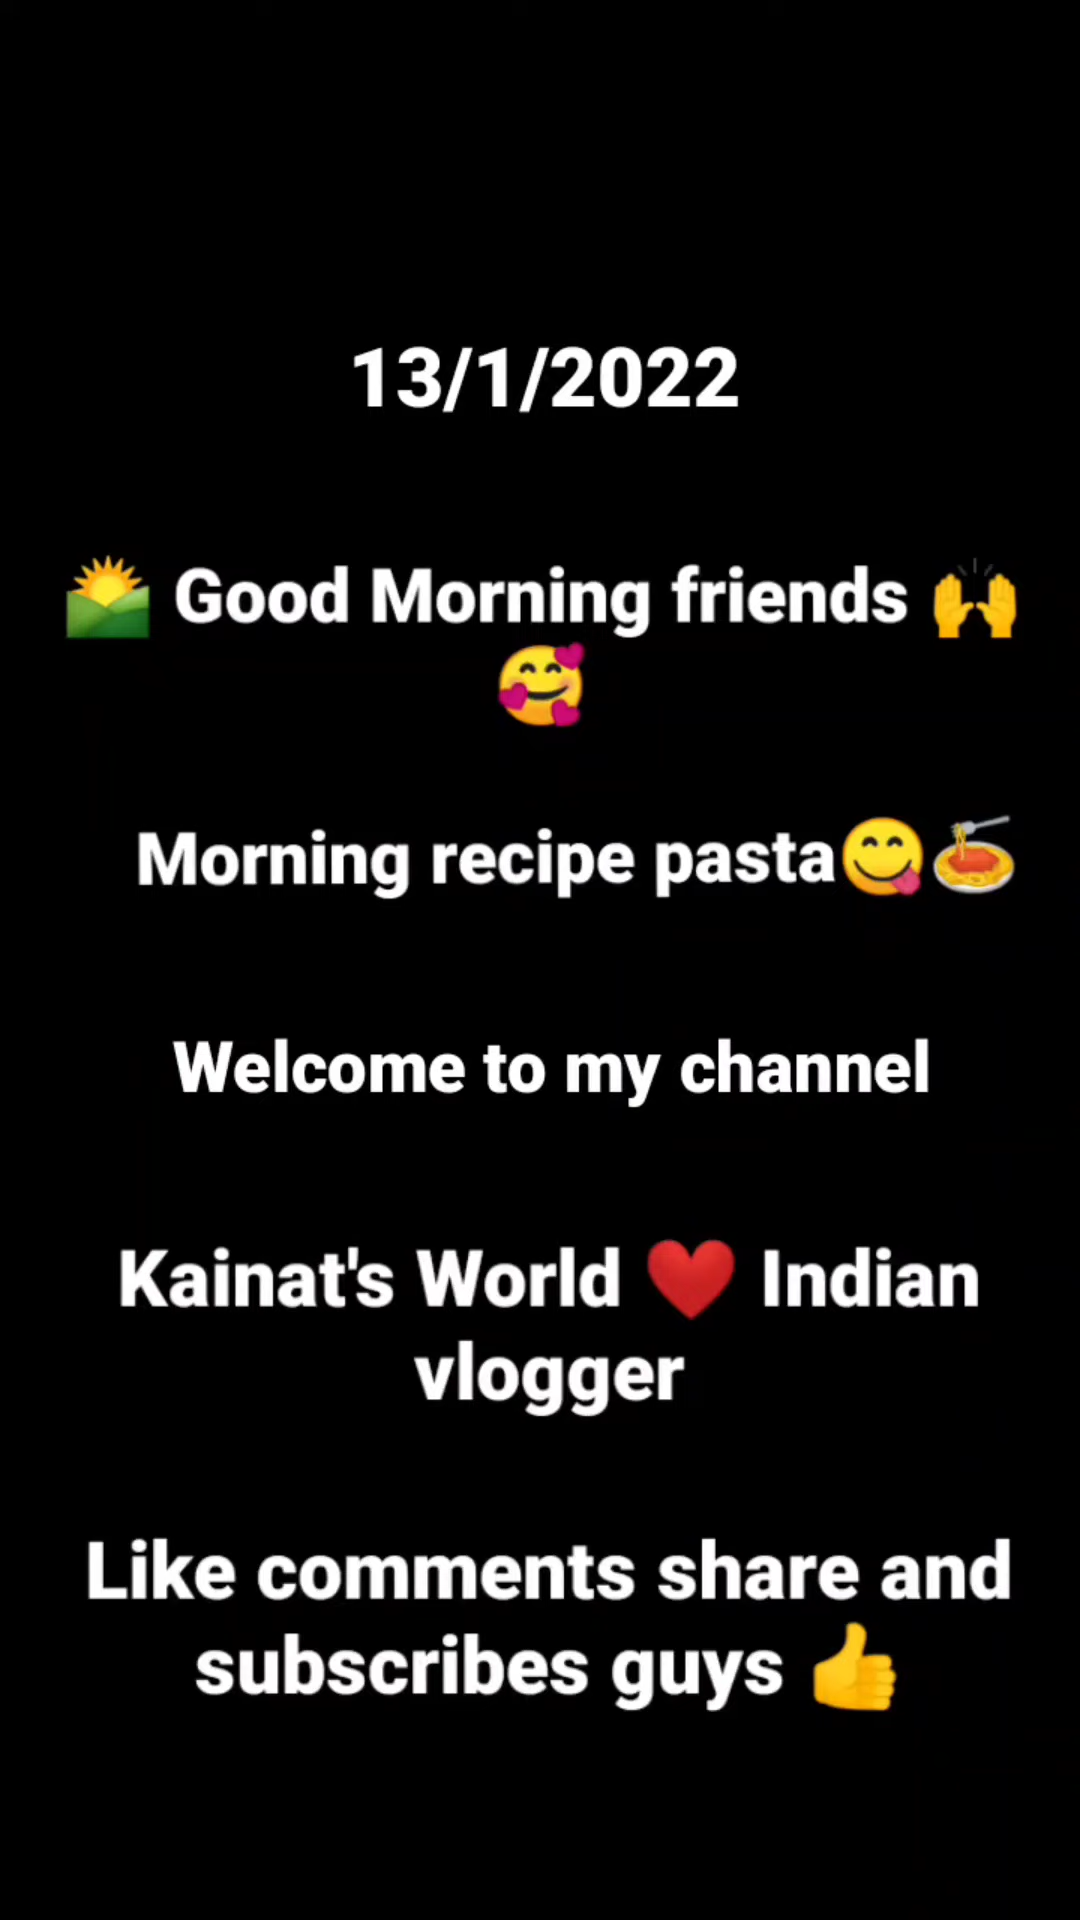 13/1/2022
🌄 Good Morning friends 🙌
🥰
Morning recipe pasta😋🍝
Welcome to my channel
Kainat's World ❤️ Indian
vlogger
Like comments share and
subscribes guys 👍